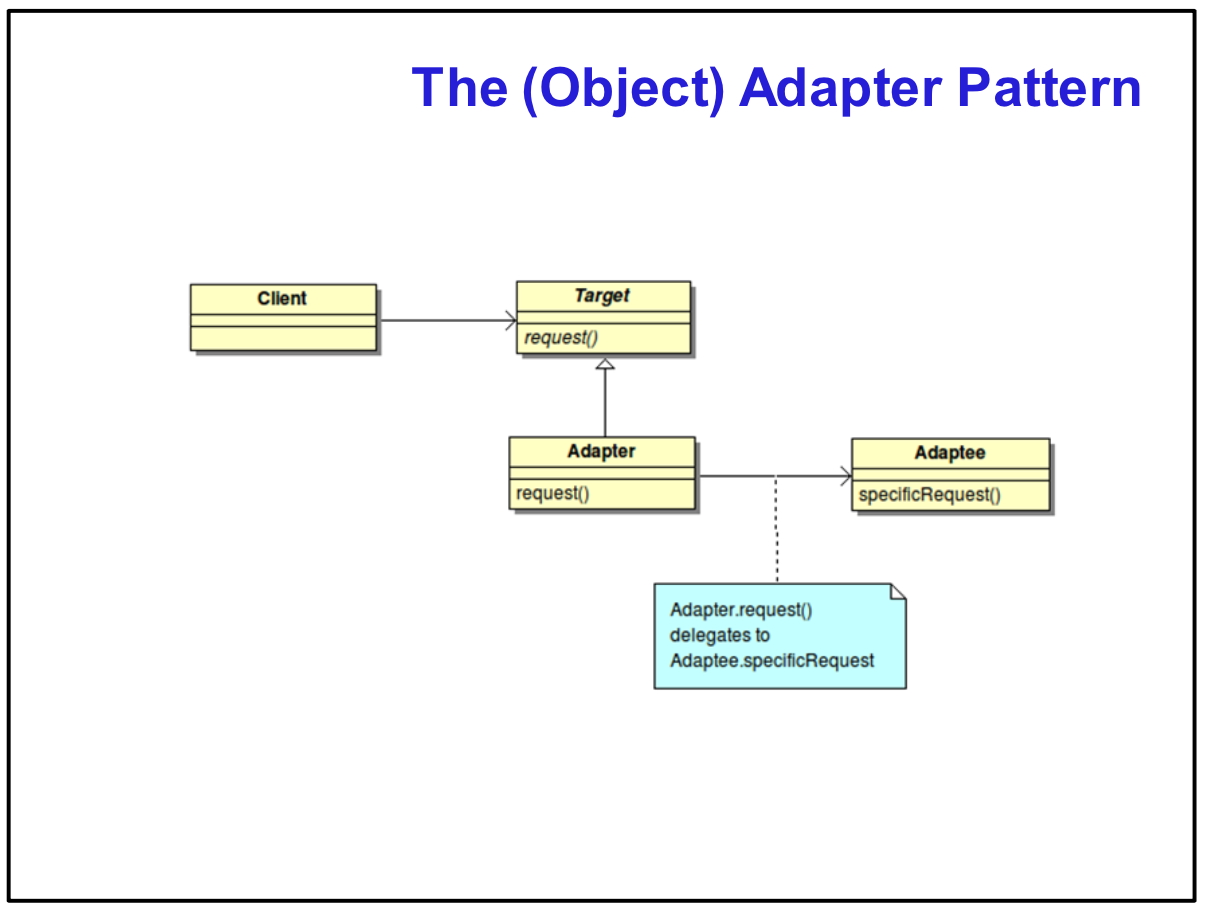 The (Object) Adapter Pattern
Client
Target
request()
Adapter
request()
Adaptee
specificRequest()
Adapter.request()
delegates to
Adaptee.specificRequest